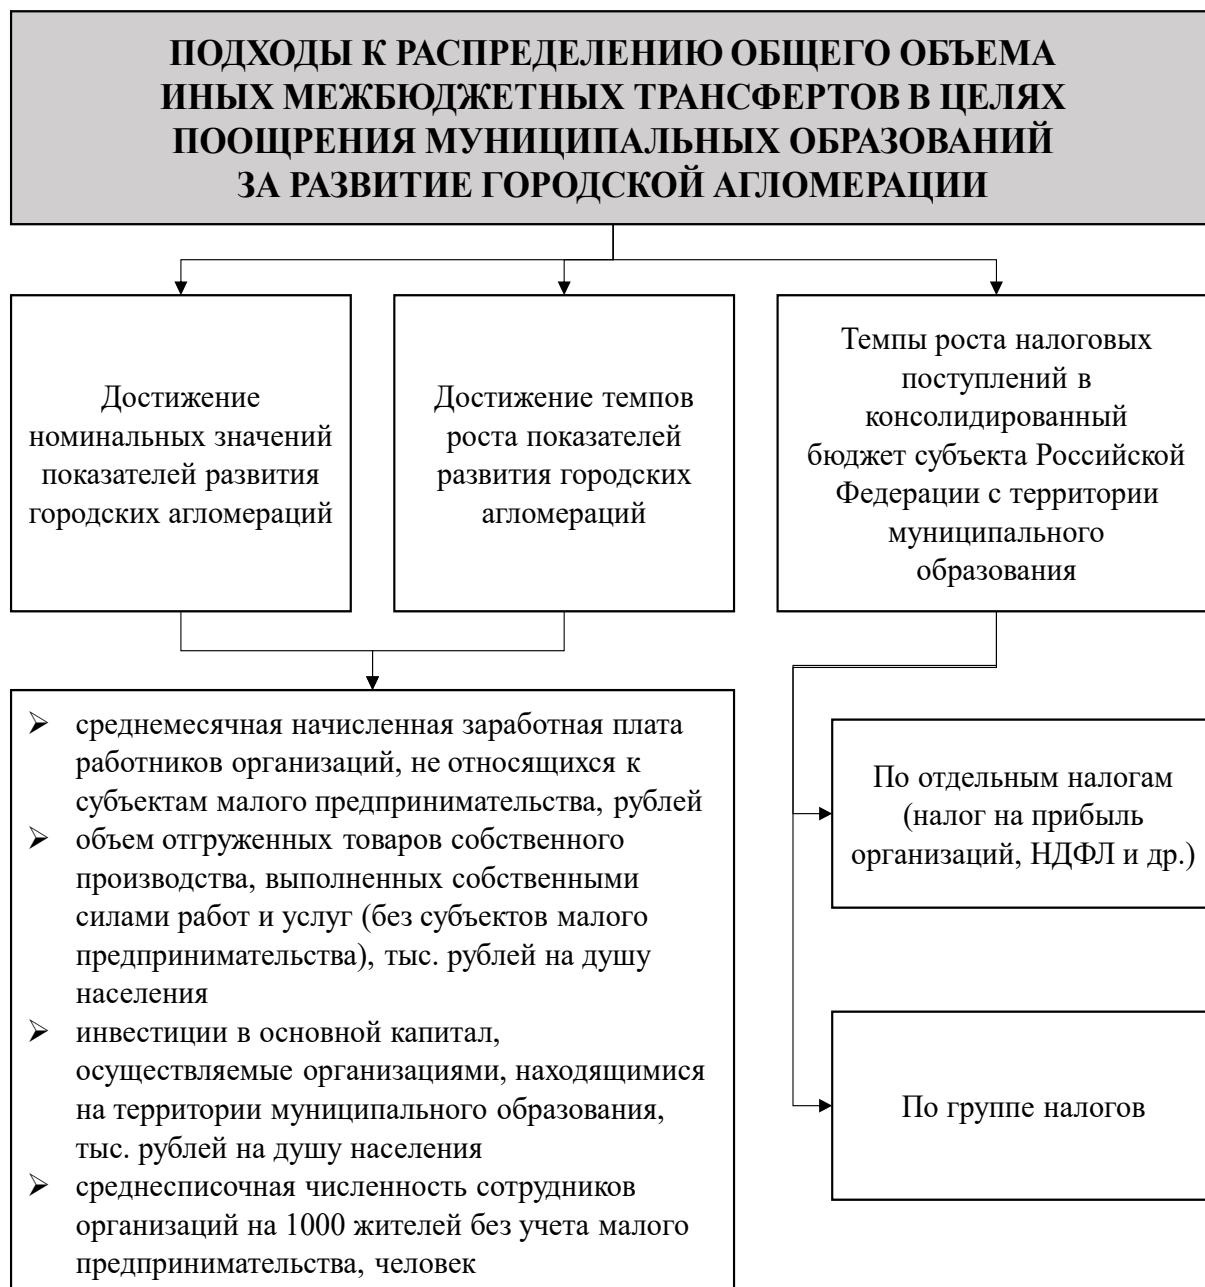 ПОДХОДЫ К РАСПРЕДЕЛЕНИЮ ОБЩЕГО ОБЪЕМА
ИНЫХ МЕЖБЮДЖЕТНЫХ ТРАНСФЕРТОВ В ЦЕЛЯХ
ПООЩРЕНИЯ МУНИЦИПАЛЬНЫХ ОБРАЗОВАНИЙ
ЗА РАЗВИТИЕ ГОРОДСКОЙ АГЛОМЕРАЦИИ
Достижение
номинальных значений
показателей развития
городских агломераций
Достижение темпов
роста показателей
развития городских
агломераций
Темпы роста налоговых
поступлений в
консолидированный
бюджет субъекта Российской
Федерации с территории
муниципального
образования
➢ среднемесячная начисленная заработная плата
работников организаций, не относящихся к
субъектам малого предпринимательства, рублей
➢ объем отгруженных товаров собственного
производства, выполненных собственными
силами работ и услуг (без субъектов малого
предпринимательства), тыс. рублей на душу
населения
➢ инвестиции в основной капитал,
осуществляемые организациями, находящимися
на территории муниципального образования,
тыс. рублей на душу населения
➢ среднесписочная численность сотрудников
организаций на 1000 жителей без учета малого
предпринимательства, человек
По отдельным налогам
(налог на прибыль
организаций, НДФЛ и др.)
По группе налогов